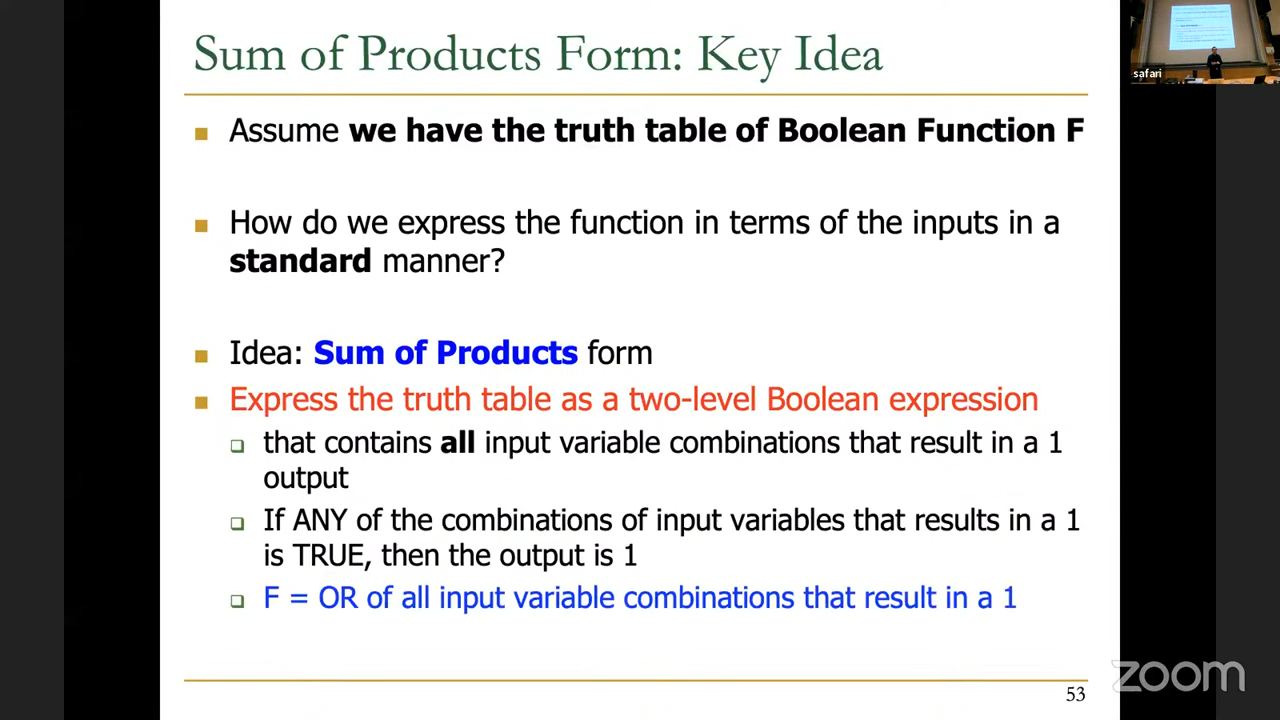 Sum of Products Form: Key Idea
safari
Assume we have the truth table of Boolean Function F
How do we express the function in terms of the inputs in a
standard manner?
Idea: Sum of Products form
Express the truth table as a two-level Boolean expression
that contains all input variable combinations that result in a 1
output
If ANY of the combinations of input variables that results in a 1
is TRUE, then the output is 1
F = OR of all input variable combinations that result in a 1
53
zoom